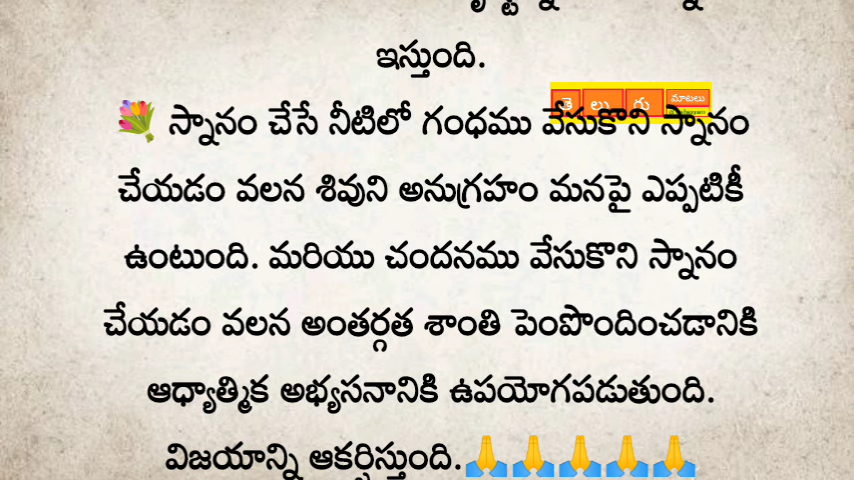 ఇస్తుంది.
తెలుగు మాటలు
💐 స్నానం చేసే నీటిలో గంధము వేసుకొని స్నానం
చేయడం వలన శివుని అనుగ్రహం మనపై ఎప్పటికీ
ఉంటుంది. మరియు చందనము వేసుకొని స్నానం
చేయడం వలన అంతర్గత శాంతి పెంపొందించడానికి
ఆధ్యాత్మిక అభ్యసనానికి ఉపయోగపడుతుంది.
విజయాన్ని ఆకర్షిస్తుంది.🙏🙏🙏🙏🙏